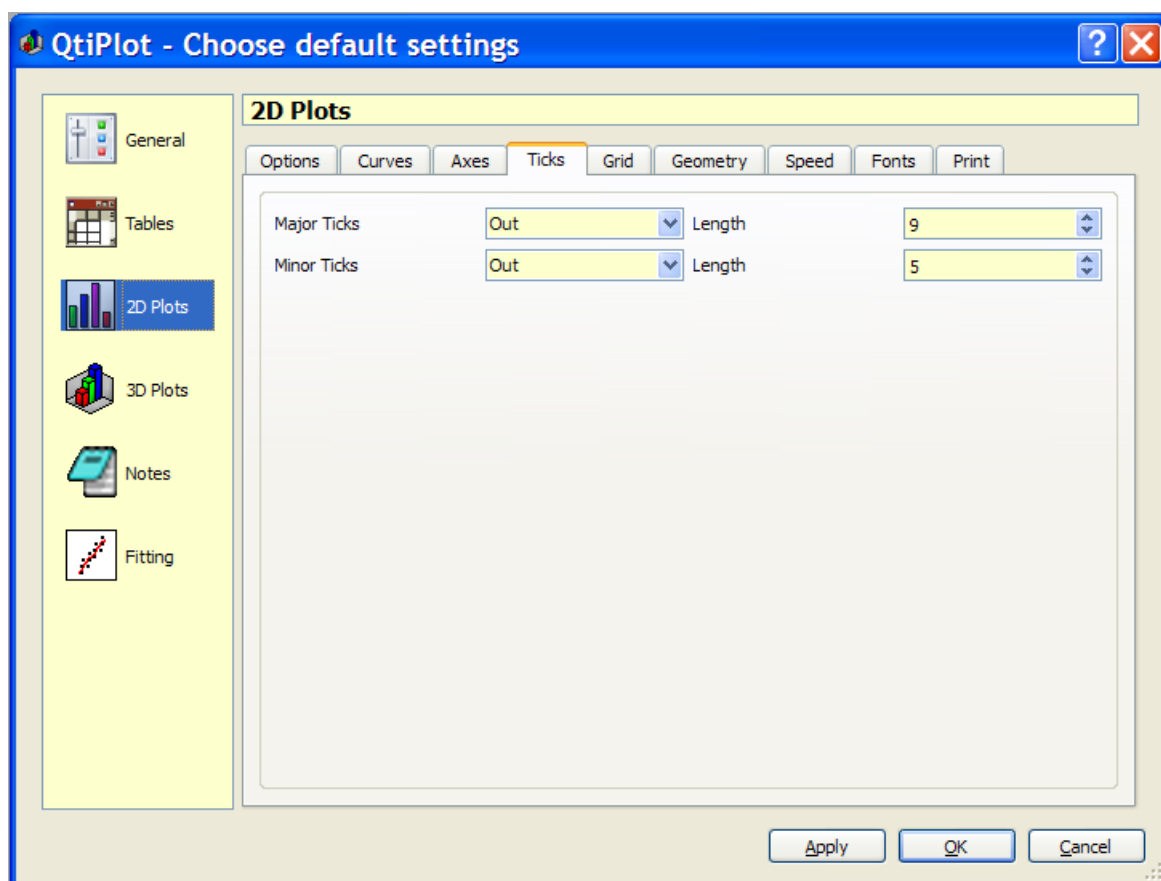 QtiPlot - Choose default settings
General
Tables
2D Plots
3D Plots
Notes
Fitting
2D Plots
Options Curves Axes Ticks Grid Geometry Speed Fonts Print
Major Ticks Out Length 9
Minor Ticks Out Length 5
Apply OK Cancel